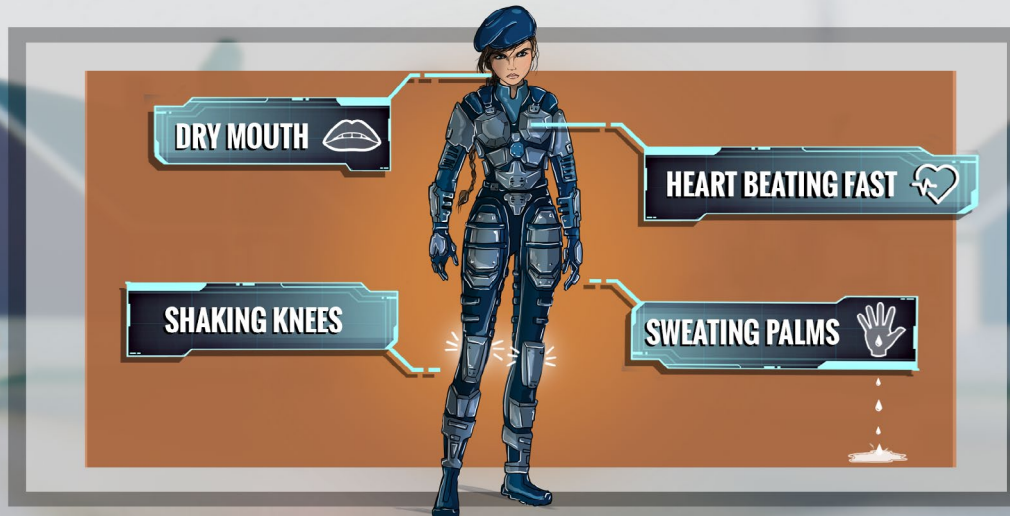 DRY MOUTH
HEART BEATING FAST
SHAKING KNEES
SWEATING PALMS